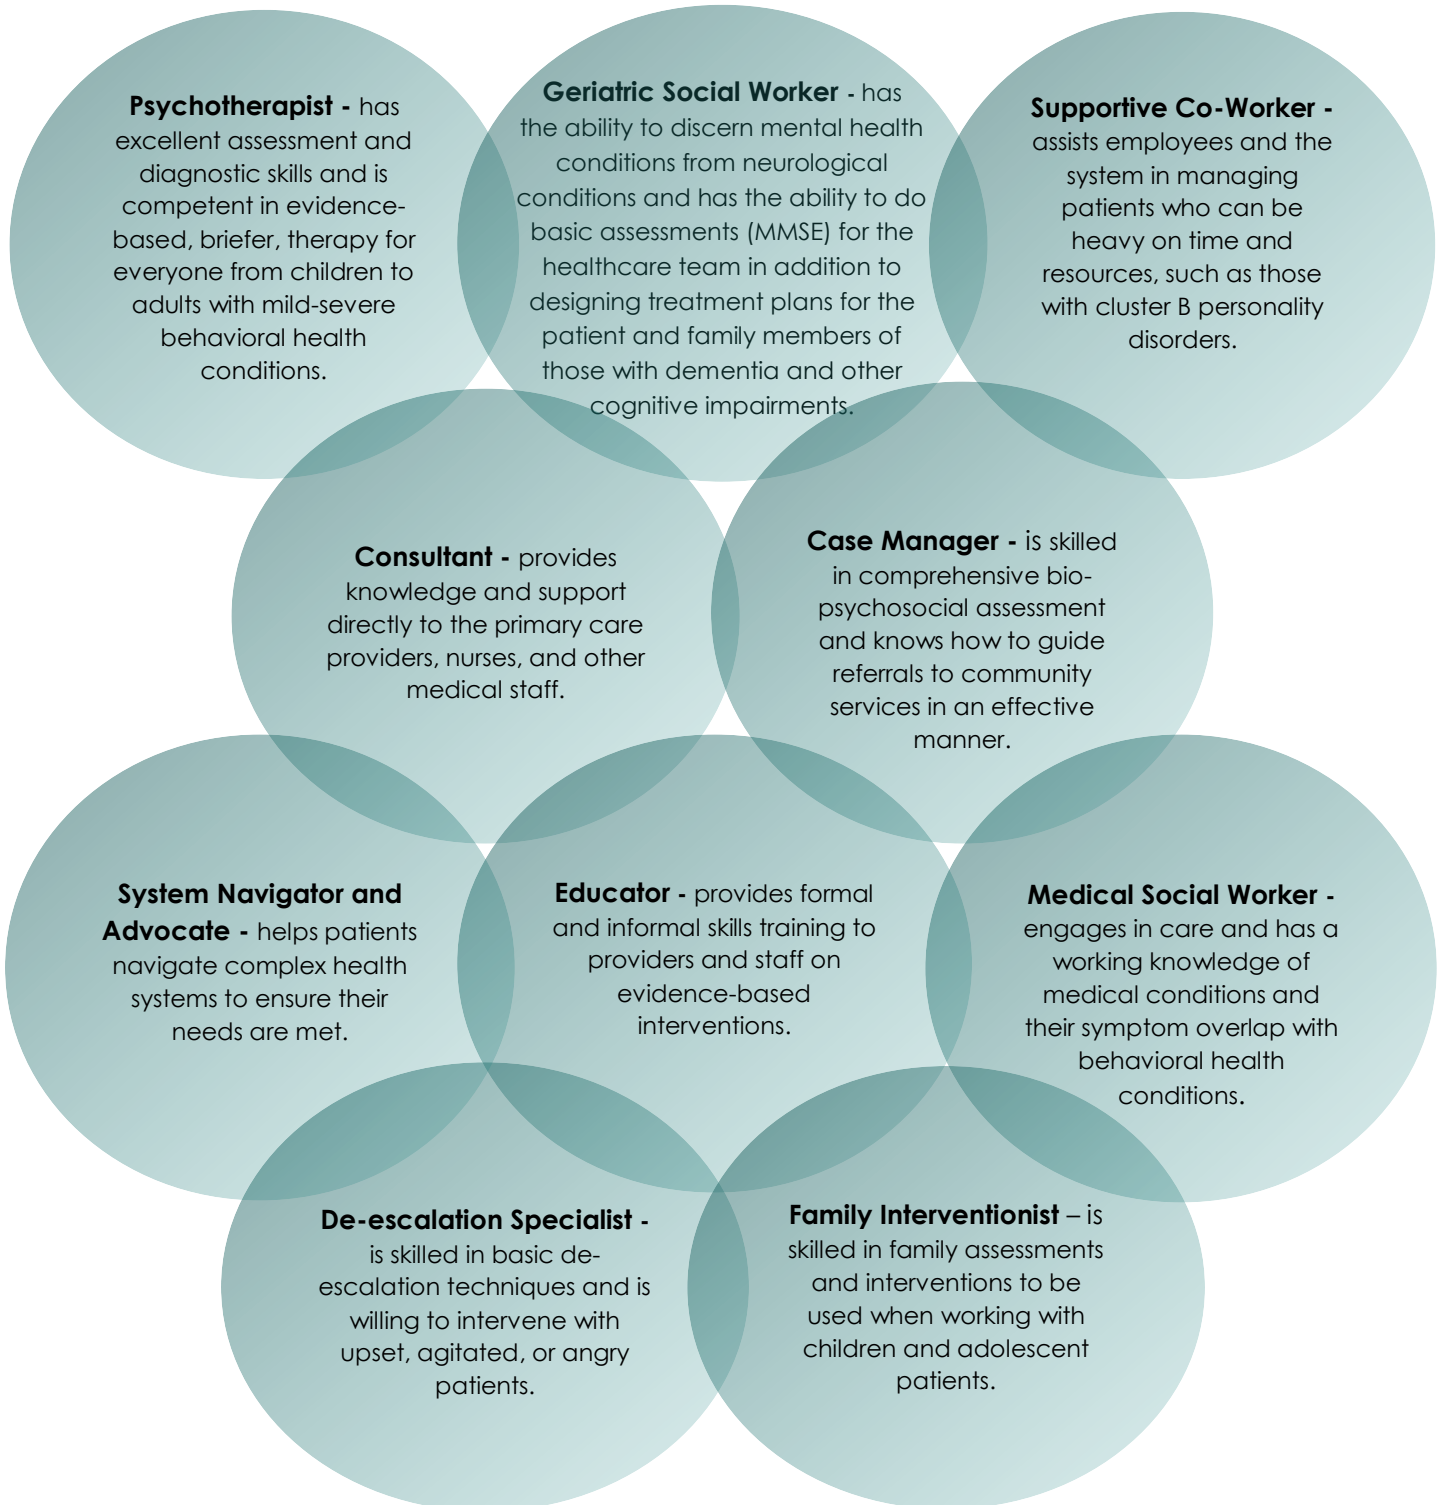 Psychotherapist - has
excellent assessment and
diagnostic skills and is
competent in evidence-
based, briefer, therapy for
everyone from children to
adults with mild-severe
behavioral health
conditions.
Geriatric Social Worker - has
the ability to discern mental health
conditions from neurological
conditions and has the ability to do
basic assessments (MMSE) for the
healthcare team in addition to
designing treatment plans for the
patient and family members of
those with dementia and other
cognitive impairments.
Supportive Co-Worker -
assists employees and the
system in managing
patients who can be
heavy on time and
resources, such as those
with cluster B personality
disorders.
Consultant - provides
knowledge and support
directly to the primary care
providers, nurses, and other
medical staff.
Case Manager - is skilled
in comprehensive bio-
psychosocial assessment
and knows how to guide
referrals to community
services in an effective
manner.
System Navigator and
Advocate - helps patients
navigate complex health
systems to ensure their
needs are met.
Educator - provides formal
and informal skills training to
providers and staff on
evidence-based
interventions.
Medical Social Worker -
engages in care and has a
working knowledge of
medical conditions and
their symptom overlap with
behavioral health
conditions.
De-escalation Specialist -
is skilled in basic de-
escalation techniques and is
willing to intervene with
upset, agitated, or angry
patients.
Family Interventionist – is
skilled in family assessments
and interventions to be
used when working with
children and adolescent
patients.